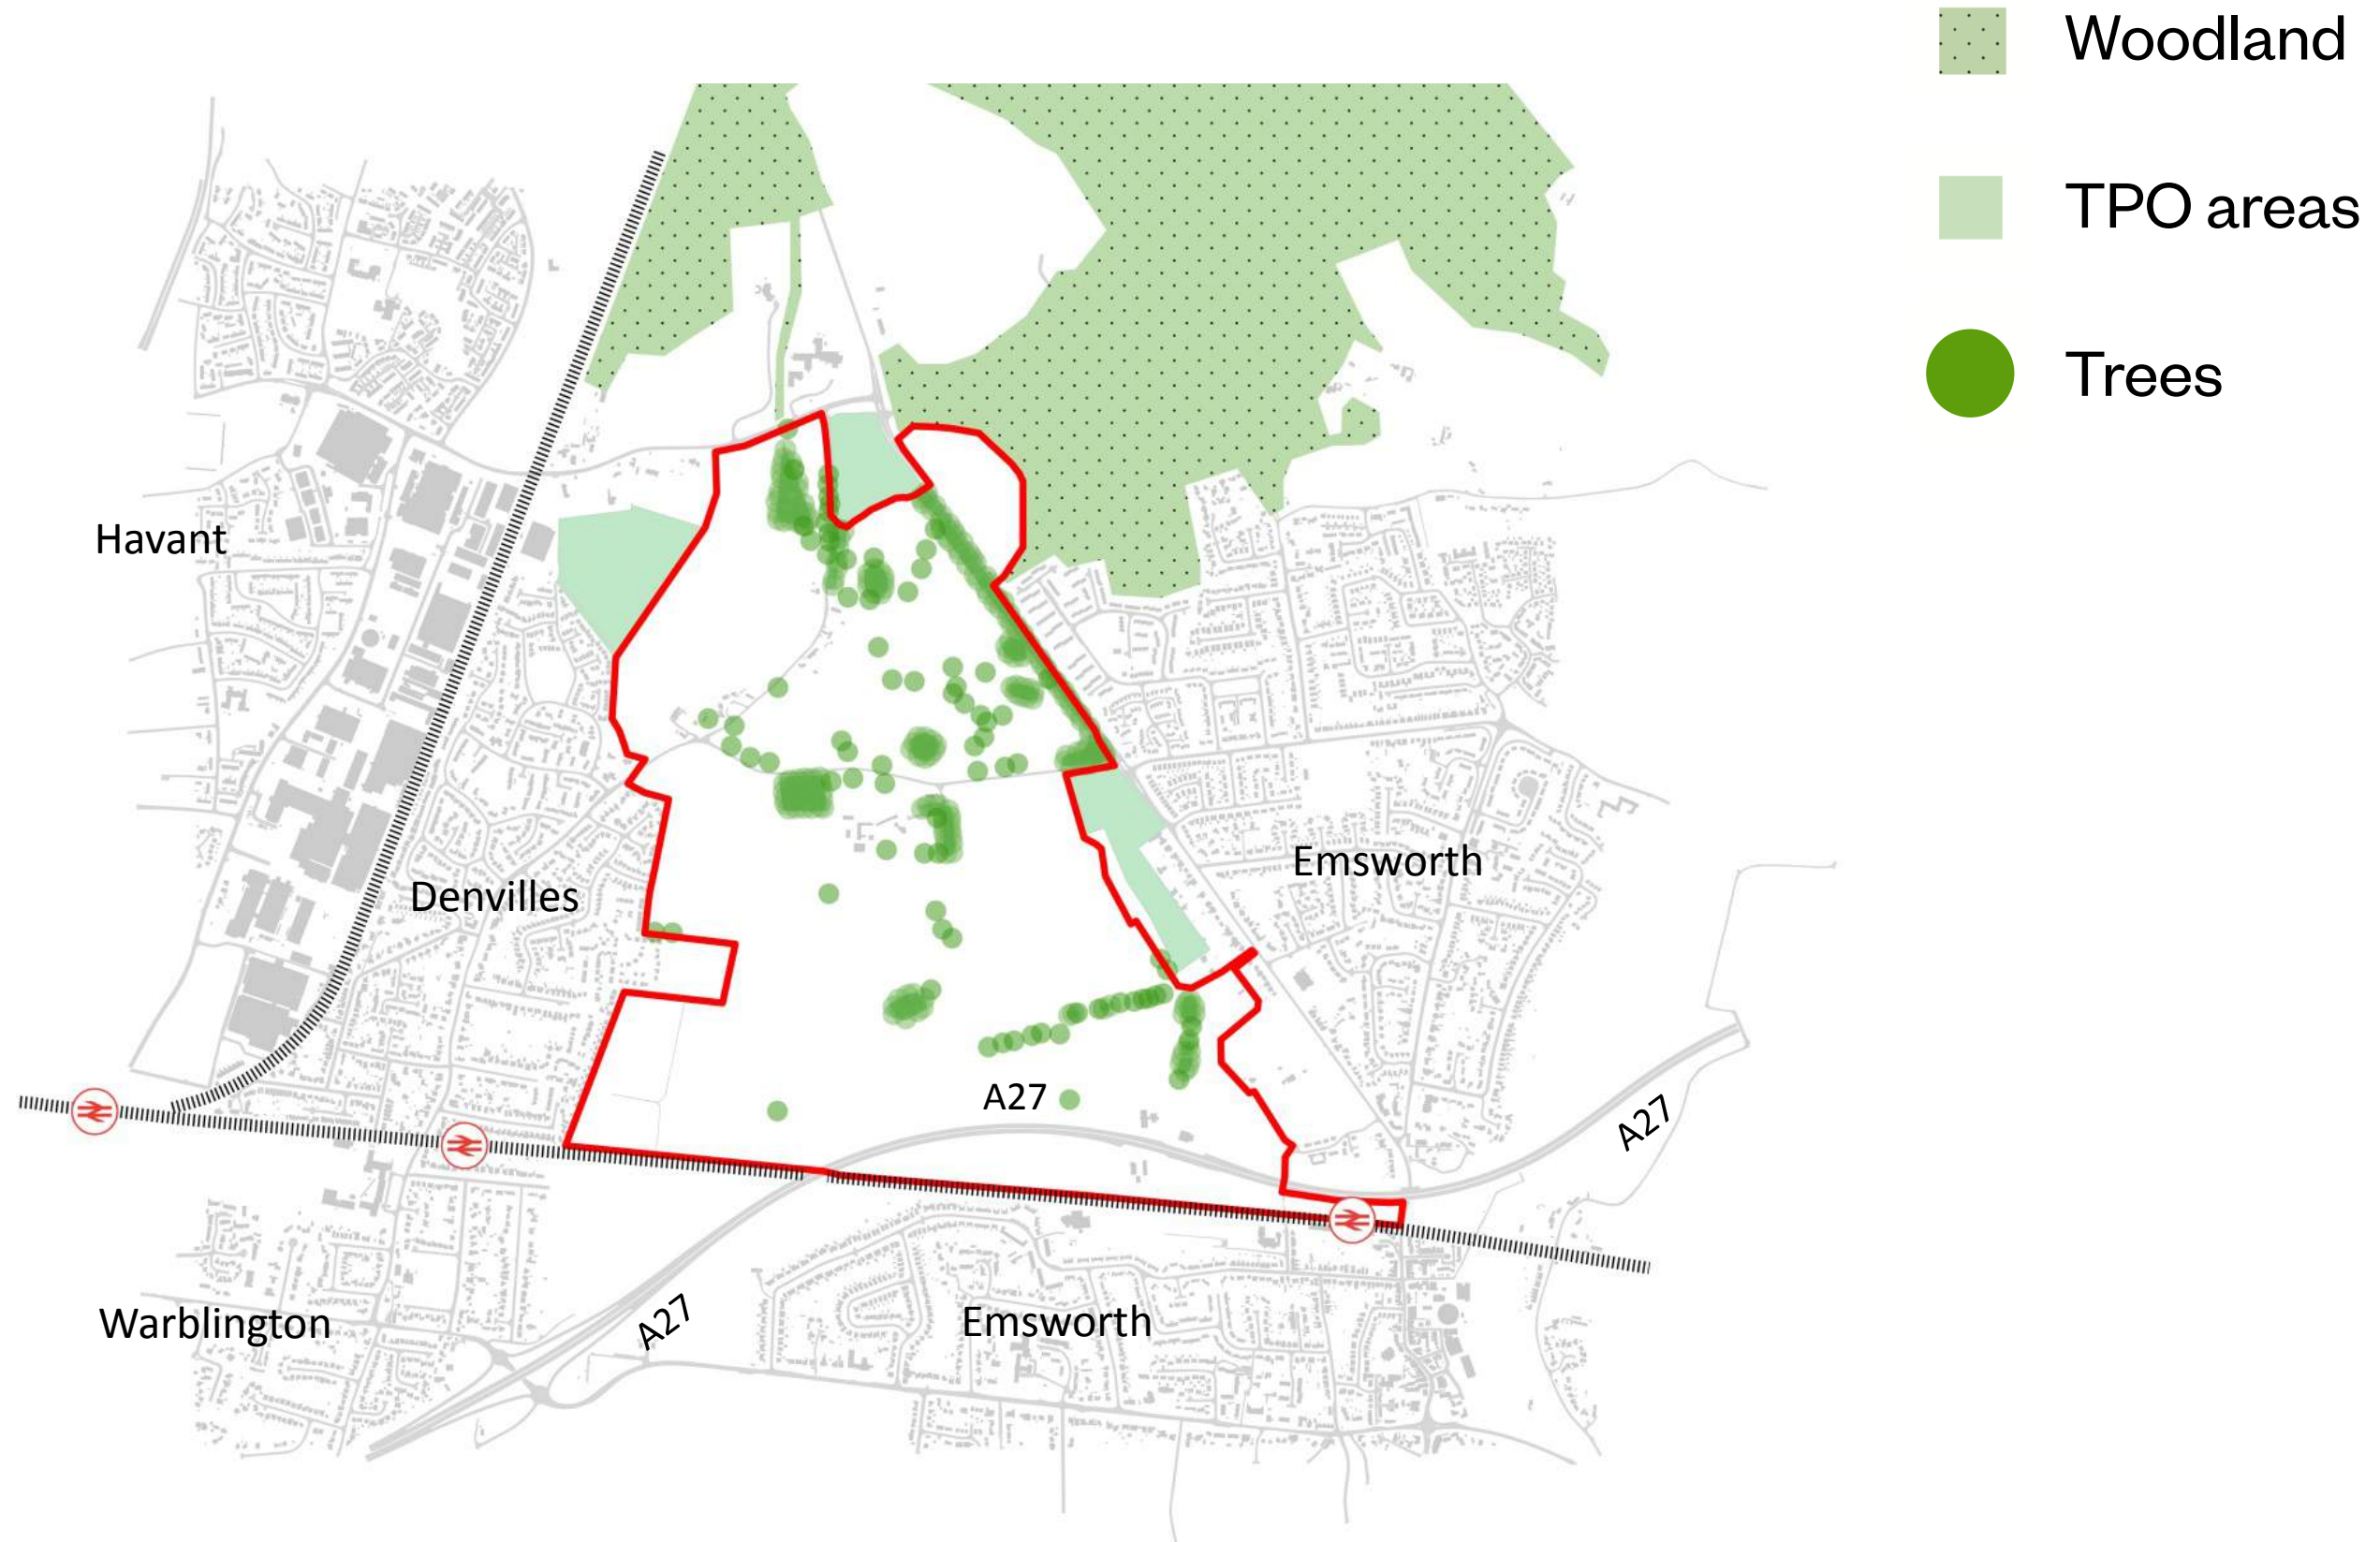 Woodland
TPO areas
Trees
Havant
Emsworth
Denvilles
A27
A27
Warblington
A27
Emsworth